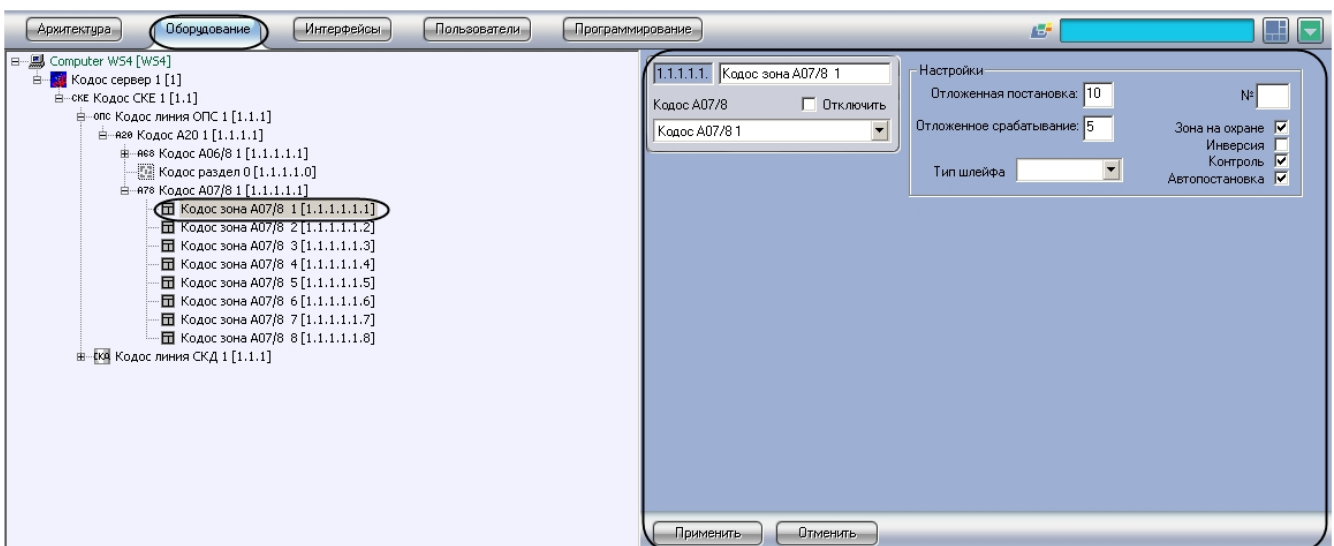 Архитектура Оборудование Интерфейсы Пользователи Программирование
Computer WS4 [WS4]
Кодос сервер 1 [1]
СКЕ Кодос СКЕ 1 [1.1]
ОПС Кодос линия ОПС 1 [1.1.1]
А20 Кодос А20 1 [1.1.1.1]
А68 Кодос А06/8 1 [1.1.1.1.1]
Кодос раздел 0 [1.1.1.1.0]
А78 Кодос А07/8 1 [1.1.1.1.1]
Кодос зона А07/8 1 [1.1.1.1.1.1]
Кодос зона А07/8 2 [1.1.1.1.1.2]
Кодос зона А07/8 3 [1.1.1.1.1.3]
Кодос зона А07/8 4 [1.1.1.1.1.4]
Кодос зона А07/8 5 [1.1.1.1.1.5]
Кодос зона А07/8 6 [1.1.1.1.1.6]
Кодос зона А07/8 7 [1.1.1.1.1.7]
Кодос зона А07/8 8 [1.1.1.1.1.8]
СКД Кодос линия СКД 1 [1.1.1]
1.1.1.1.1. Кодос зона А07/8 1
Кодос А07/8 Отключить
Кодос А07/8 1
Настройки
Отложенная постановка: 10 №
Отложенное срабатывание: 5 Зона на охране
Инверсия
Тип шлейфа Контроль
Автопостановка
Применить Отменить